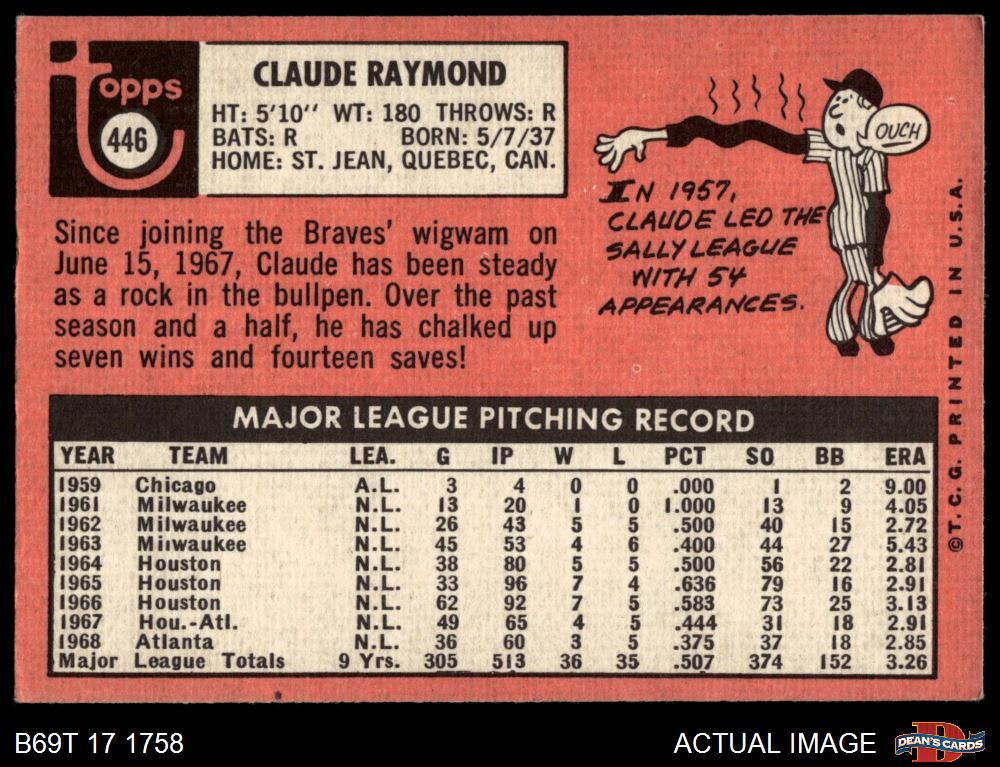 Topps
446
CLAUDE RAYMOND
HT: 5'10'' WT: 180 THROWS: R
BATS: R BORN: 5/7/37
HOME: ST. JEAN, QUEBEC, CAN.
OUCH
IN 1957,
CLAUDE LED THE
SALLY LEAGUE
WITH 54
APPEARANCES.
Since joining the Braves' wigwam on
June 15, 1967, Claude has been steady
as a rock in the bullpen. Over the past
season and a half, he has chalked up
seven wins and fourteen saves!
MAJOR LEAGUE PITCHING RECORD
YEAR TEAM LEA. G IP W L PCT SO BB ERA
1959 Chicago A.L. 3 4 0 0 .000 1 2 9.00
1961 Milwaukee N.L. 13 20 1 0 1.000 13 9 4.05
1962 Milwaukee N.L. 26 43 5 5 .500 40 15 2.72
1963 Milwaukee N.L. 45 53 4 6 .400 44 27 5.43
1964 Houston N.L. 38 80 5 5 .500 56 22 2.81
1965 Houston N.L. 33 96 7 4 .636 79 16 2.91
1966 Houston N.L. 62 92 7 5 .583 73 25 3.13
1967 Hou.-Atl. N.L. 49 65 4 5 .444 31 18 2.91
1968 Atlanta N.L. 36 60 3 5 .375 37 18 2.85
Major League Totals 9 Yrs. 305 513 36 35 .507 374 152 3.26
©T.C.G. PRINTED IN U.S.A.
B69T 17 1758
ACTUAL IMAGE
D
DEAN'S CARDS